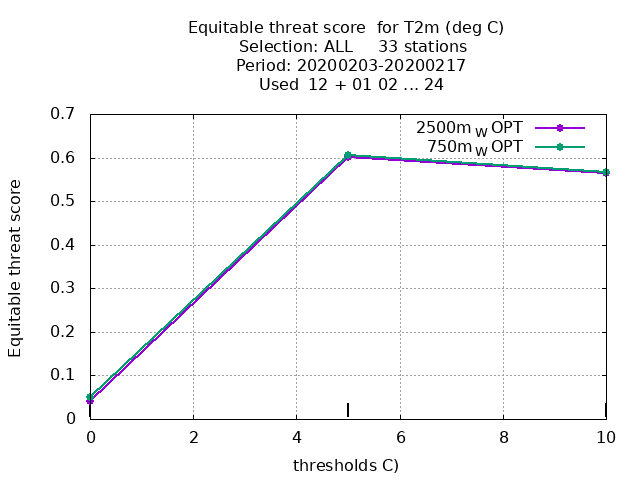 Equitable threat score  for T2m (deg C)
Selection: ALL     33 stations
Period: 20200203-20200217
Used  12 + 01 02 ... 24
2500m_W OPT
750m_W OPT
0.7
0.6
0.5
0.4
0.3
0.2
0.1
0
Equitable threat score
0 2 4 6 8 10
thresholds C)